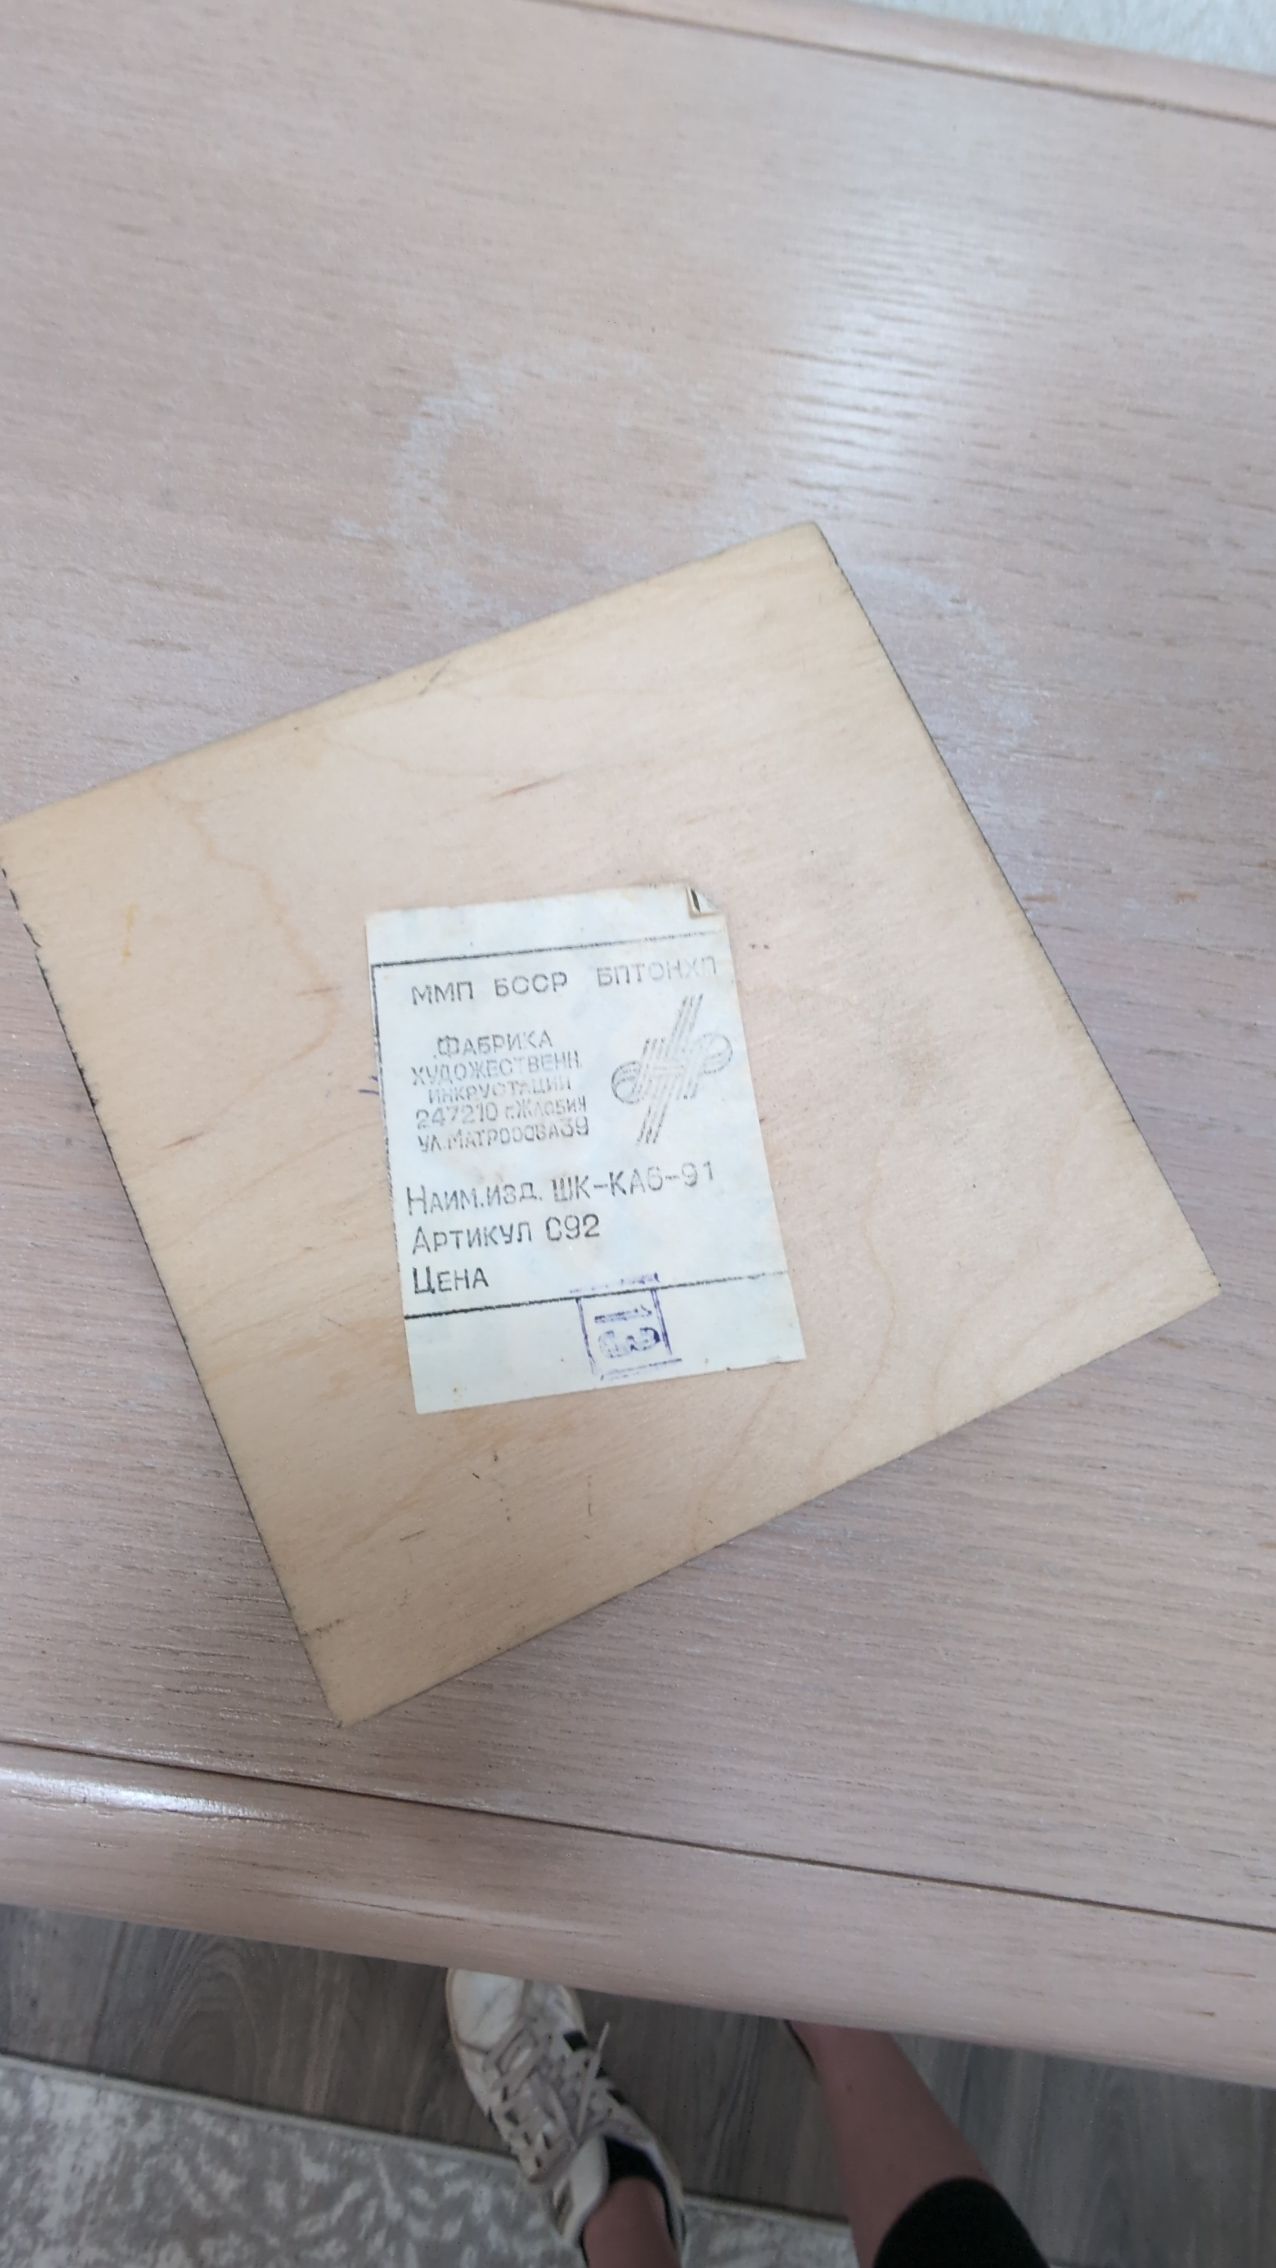 ММП БССР БПТОНХП
ФАБРИКА
ХУДОЖЕСТВЕНН.
ИНКРУСТАЦИИ
247210 г.ЖЛОБИН
УЛ.МАТРОСОВА39
НАИМ.ИЗД. ШК-КАБ-91
АРТИКУЛ С92
ЦЕНА